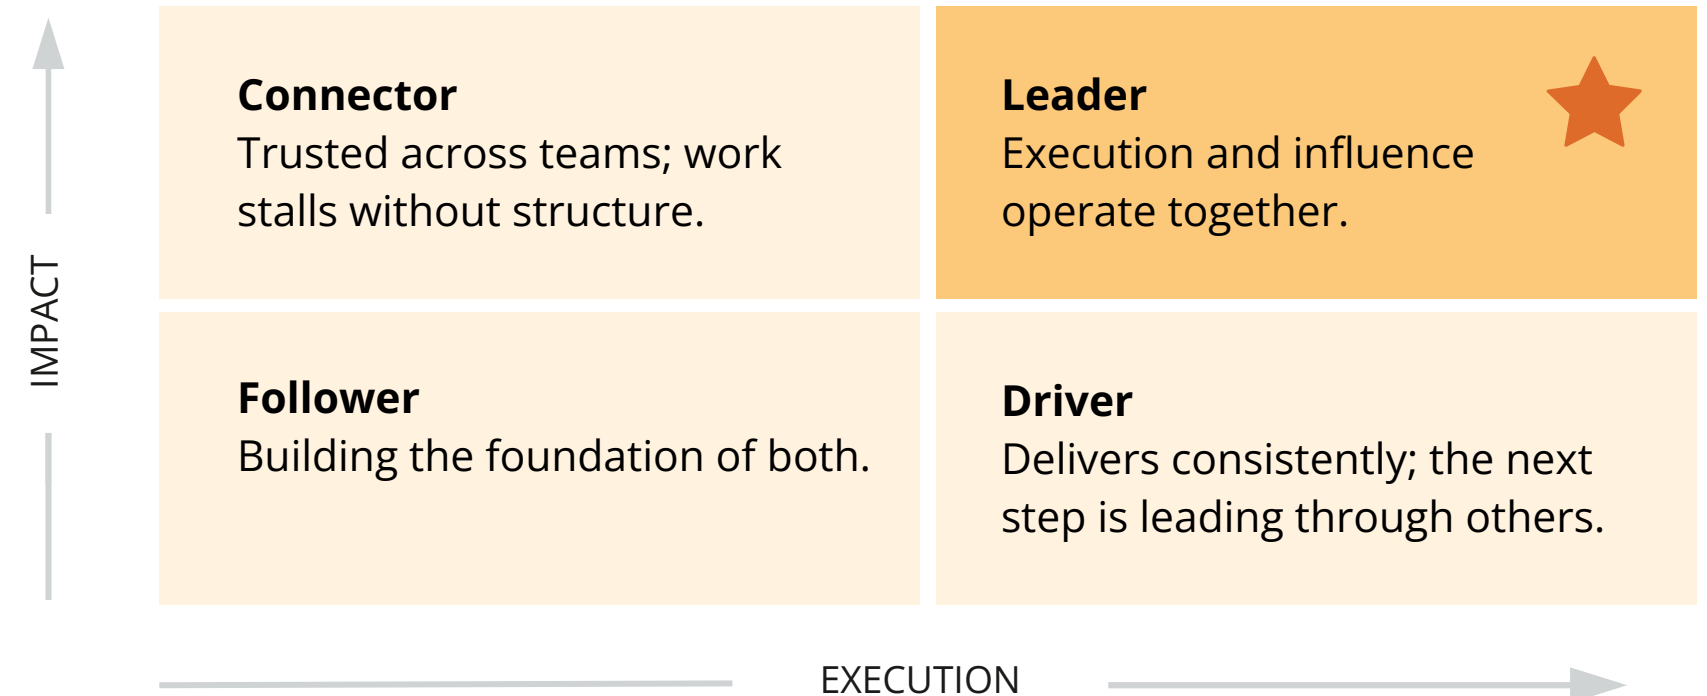 Connector
Trusted across teams; work
stalls without structure.
Leader
Execution and influence
operate together.
IMPACT
Follower
Building the foundation of both.
Driver
Delivers consistently; the next
step is leading through others.
EXECUTION